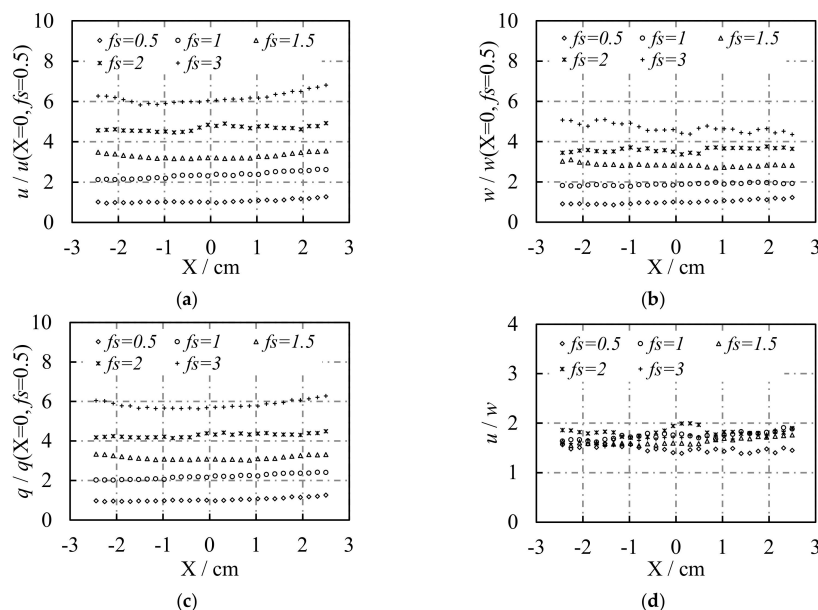 u / u(X=0, fs=0.5)
10
8
6
4
2
0
fs=0.5 fs=1 fs=1.5
fs=2 fs=3
-3 -2 -1 0 1 2 3
X / cm
(a)
w / w(X=0, fs=0.5)
10
8
6
4
2
0
fs=0.5 fs=1 fs=1.5
fs=2 fs=3
-3 -2 -1 0 1 2 3
X / cm
(b)
q / q(X=0, fs=0.5)
10
8
6
4
2
0
fs=0.5 fs=1 fs=1.5
fs=2 fs=3
-3 -2 -1 0 1 2 3
X / cm
(c)
u / w
4
3
2
1
0
fs=0.5 fs=1 fs=1.5
fs=2 fs=3
-3 -2 -1 0 1 2 3
X / cm
(d)